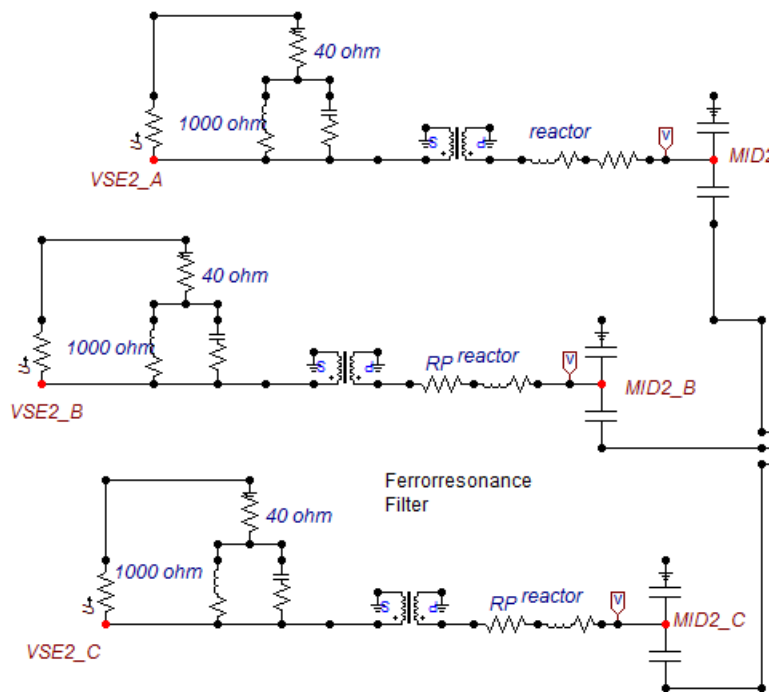 40 ohm
1000 ohm
S
P
reactor
V
MID2
VSE2_A
U
40 ohm
1000 ohm
S
P
RP
reactor
V
MID2_B
VSE2_B
U
Ferrorresonance
Filter
40 ohm
1000 ohm
S
P
RP
reactor
V
MID2_C
VSE2_C
U